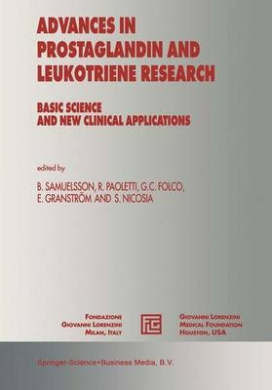 ADVANCES IN
PROSTAGLANDIN AND
LEUKOTRIENE RESEARCH
BASIC SCIENCE
AND NEW CLINICAL APPLICATIONS
edited by
B. SAMUELSSON, R. PAOLETTI, G.C. FOLCO,
E. GRANSTRÖM AND S. NICOSIA
FONDAZIONE
GIOVANNI LORENZINI
MILAN, ITALY
GIOVANNI LORENZINI
MEDICAL FOUNDATION
HOUSTON, USA
Springer-Science+Business Media, B.V.